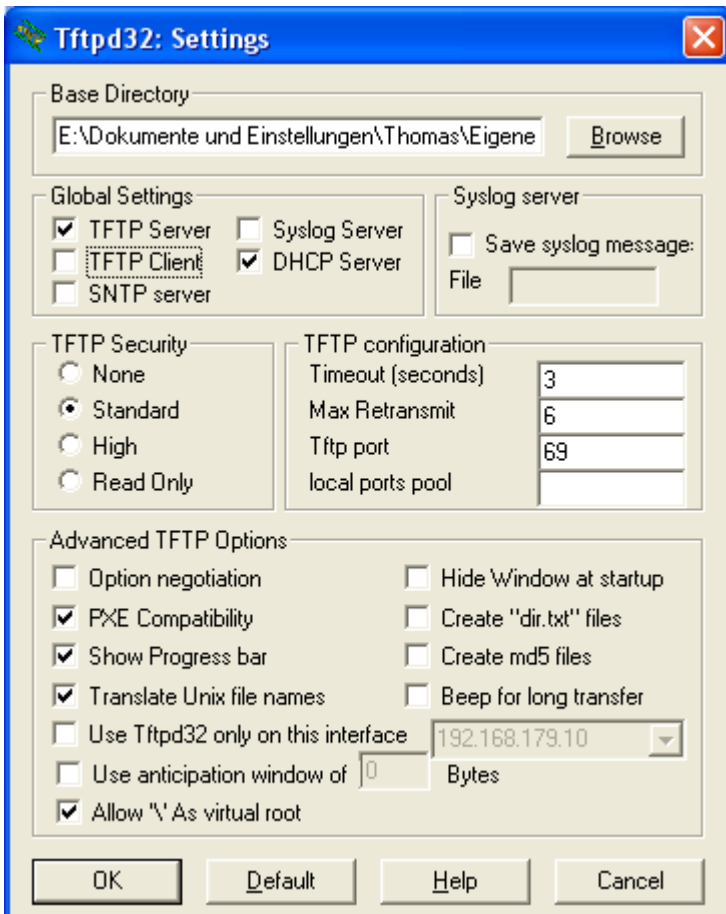 Tftpd32: Settings
Base Directory
E:\Dokumente und Einstellungen\Thomas\Eigene
Browse
Global Settings
TFTP Server
Syslog Server
TFTP Client
DHCP Server
SNTP server
Syslog server
Save syslog message:
File
TFTP Security
None
Standard
High
Read Only
TFTP configuration
Timeout (seconds)
3
Max Retransmit
6
Tftp port
69
local ports pool
Advanced TFTP Options
Option negotiation
Hide Window at startup
PXE Compatibility
Create "dir.txt" files
Show Progress bar
Create md5 files
Translate Unix file names
Beep for long transfer
Use Tftpd32 only on this interface
192.168.179.10
Use anticipation window of
0
Bytes
Allow '\' As virtual root
OK
Default
Help
Cancel